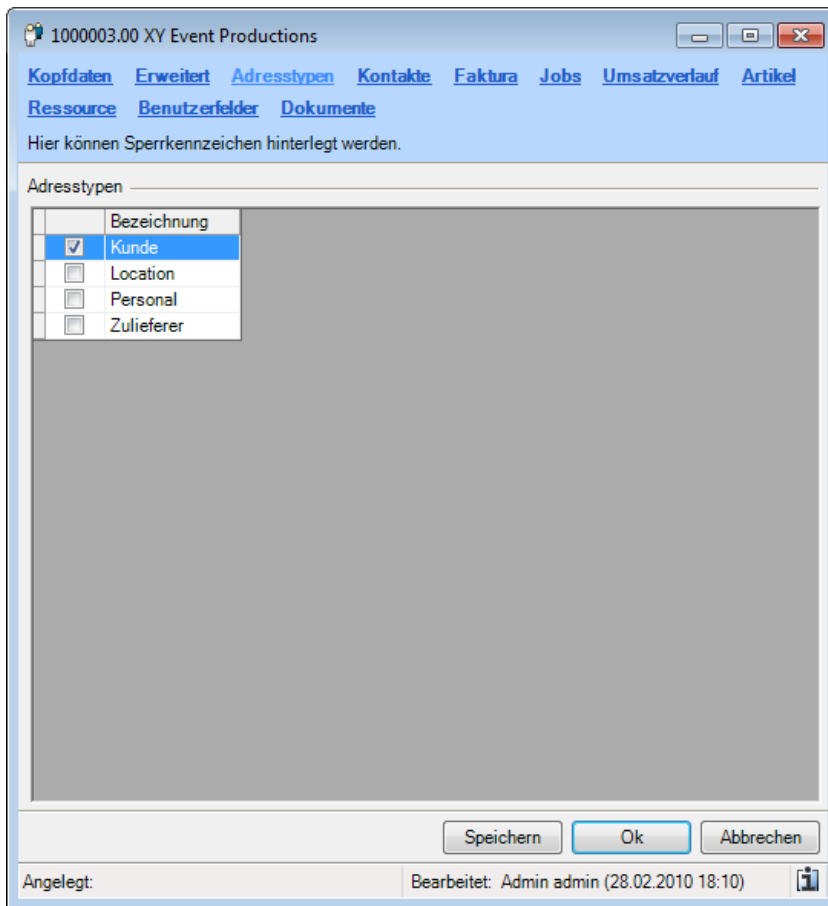 1000003.00 XY Event Productions
Kopfdaten Erweitert Adresstypen Kontakte Faktura Jobs Umsatzverlauf Artikel
Ressource Benutzerfelder Dokumente
Hier können Sperrkennzeichen hinterlegt werden.
Adresstypen
Bezeichnung
Kunde
Location
Personal
Zulieferer
Speichern Ok Abbrechen
Angelegt: Bearbeitet: Admin admin (28.02.2010 18:10)